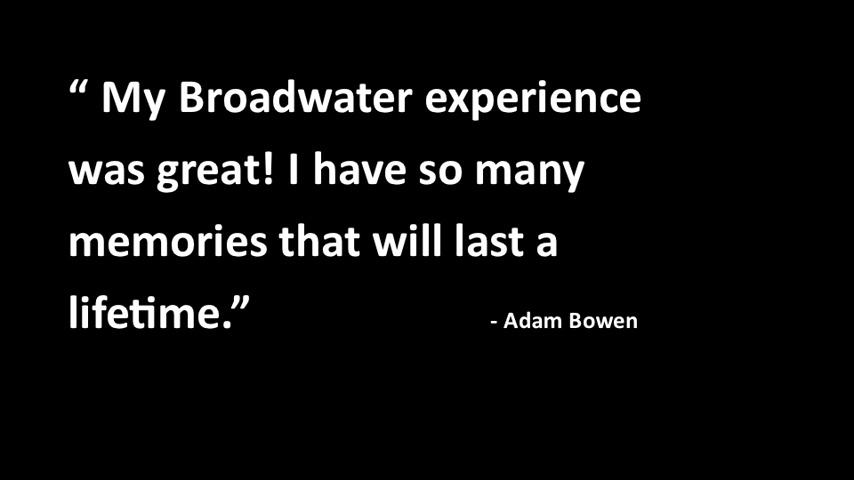 “ My Broadwater experience
was great! I have so many
memories that will last a
lifetime.”
- Adam Bowen